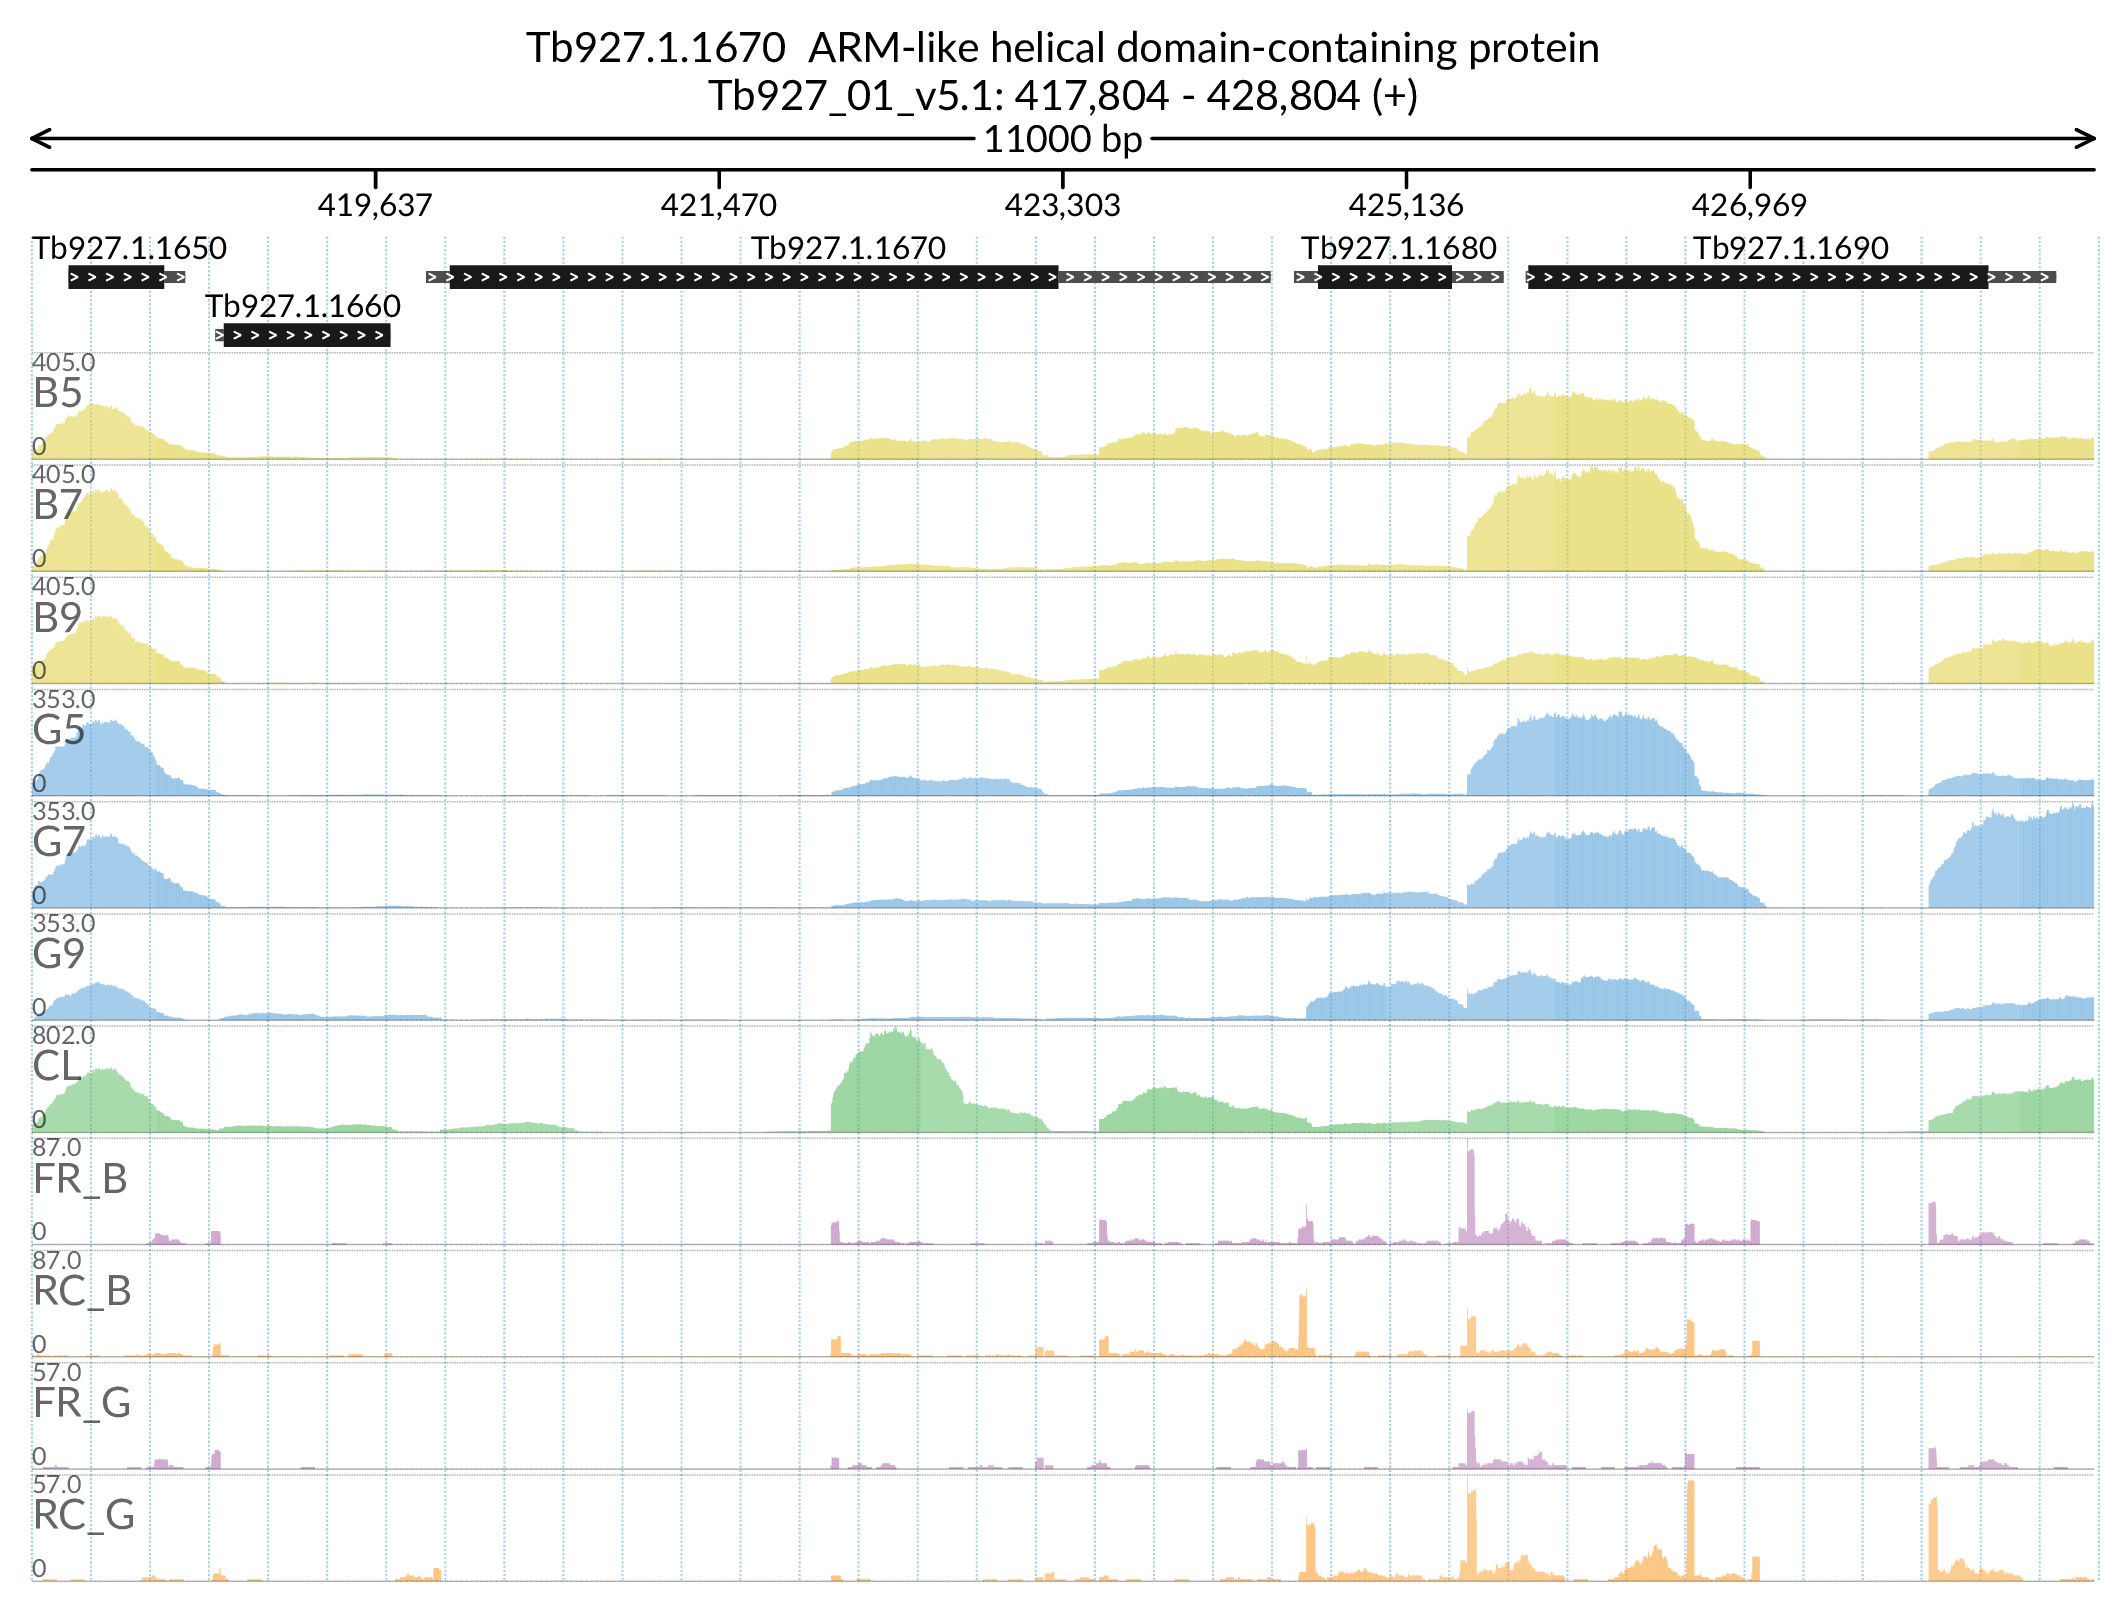 Tb927.1.1670  ARM-like helical domain-containing protein
Tb927_01_v5.1: 417,804 - 428,804 (+)
11000 bp
419,637 421,470 423,303 425,136 426,969
Tb927.1.1650 Tb927.1.1670 Tb927.1.1680 Tb927.1.1690
Tb927.1.1660
405.0
B5
0
405.0
B7
0
405.0
B9
0
353.0
G5
0
353.0
G7
0
353.0
G9
0
802.0
CL
0
87.0
FR_B
0
87.0
RC_B
0
57.0
FR_G
0
57.0
RC_G
0